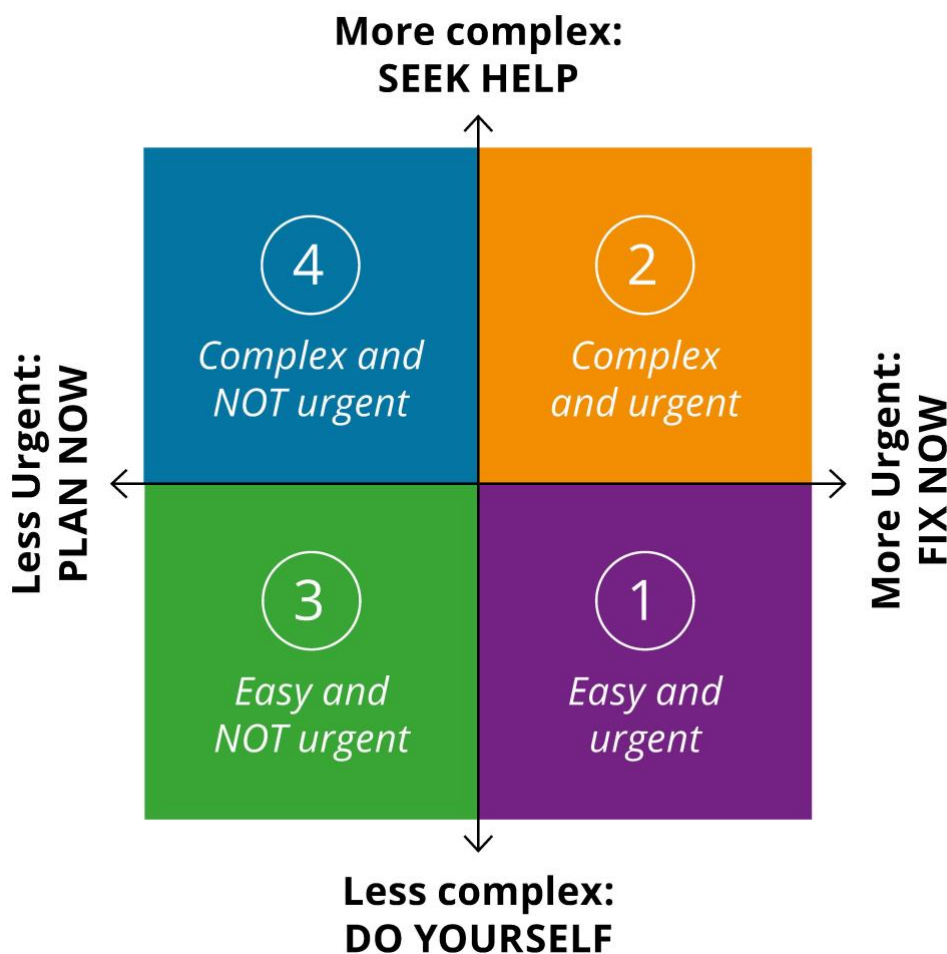 More complex:
SEEK HELP
4
Complex and
NOT urgent
2
Complex
and urgent
Less Urgent:
PLAN NOW
More Urgent:
FIX NOW
3
Easy and
NOT urgent
1
Easy and
urgent
Less complex:
DO YOURSELF